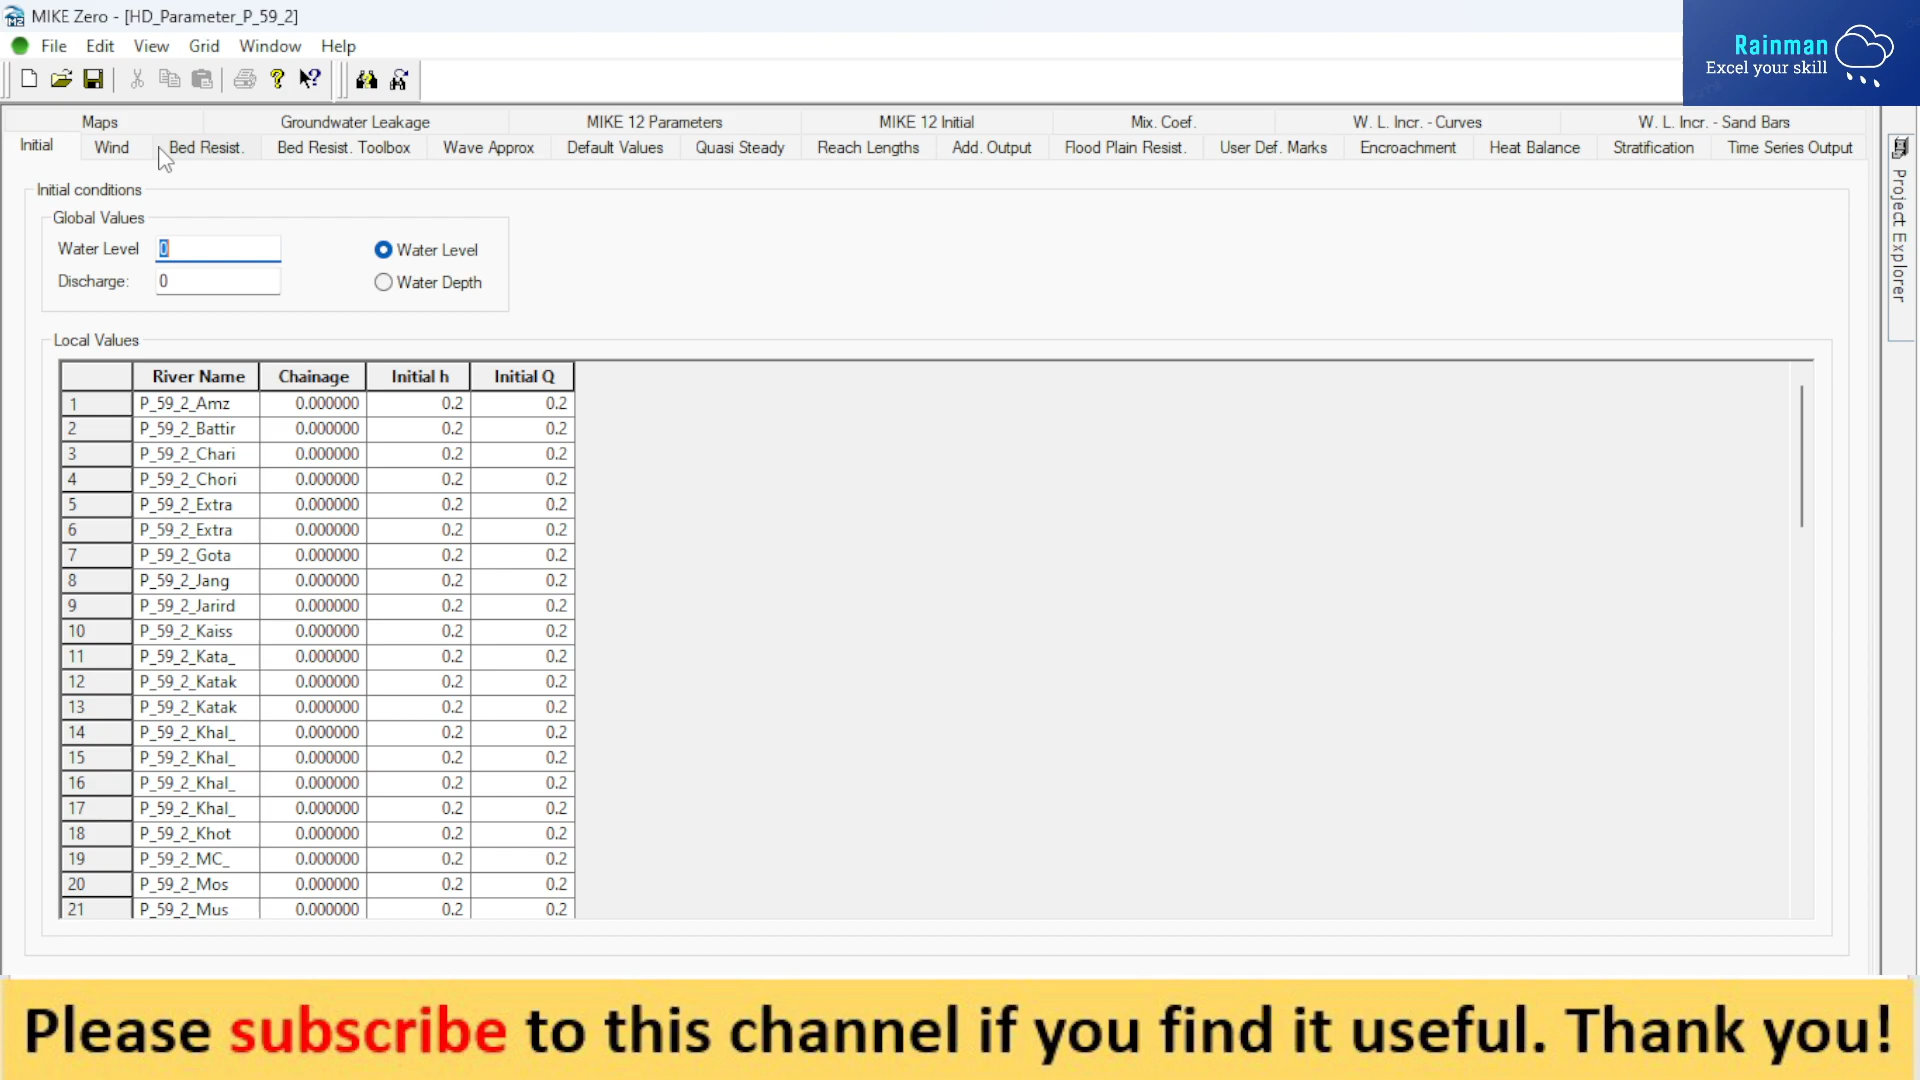 MIKE Zero - [HD_Parameter_P_59_2]
File Edit View Grid Window Help
Rainman
Excel your skill
Maps Groundwater Leakage MIKE 12 Parameters MIKE 12 Initial Mix. Coef. W. L. Incr. - Curves W. L. Incr. - Sand Bars
Initial Wind Bed Resist. Bed Resist. Toolbox Wave Approx Default Values Quasi Steady Reach Lengths Add. Output Flood Plain Resist. User Def. Marks Encroachment Heat Balance Stratification Time Series Output
Project Explorer
Initial conditions
Global Values
Water Level 0 Water Level
Discharge: 0 Water Depth
Local Values
River Name Chainage Initial h Initial Q
1 P_59_2_Amz 0.000000 0.2 0.2
2 P_59_2_Battir 0.000000 0.2 0.2
3 P_59_2_Chari 0.000000 0.2 0.2
4 P_59_2_Chori 0.000000 0.2 0.2
5 P_59_2_Extra 0.000000 0.2 0.2
6 P_59_2_Extra 0.000000 0.2 0.2
7 P_59_2_Gota 0.000000 0.2 0.2
8 P_59_2_Jang 0.000000 0.2 0.2
9 P_59_2_Jarird 0.000000 0.2 0.2
10 P_59_2_Kaiss 0.000000 0.2 0.2
11 P_59_2_Kata_ 0.000000 0.2 0.2
12 P_59_2_Katak 0.000000 0.2 0.2
13 P_59_2_Katak 0.000000 0.2 0.2
14 P_59_2_Khal_ 0.000000 0.2 0.2
15 P_59_2_Khal_ 0.000000 0.2 0.2
16 P_59_2_Khal_ 0.000000 0.2 0.2
17 P_59_2_Khal_ 0.000000 0.2 0.2
18 P_59_2_Khot 0.000000 0.2 0.2
19 P_59_2_MC_ 0.000000 0.2 0.2
20 P_59_2_Mos 0.000000 0.2 0.2
21 P_59_2_Mus 0.000000 0.2 0.2
Please subscribe to this channel if you find it useful. Thank you!